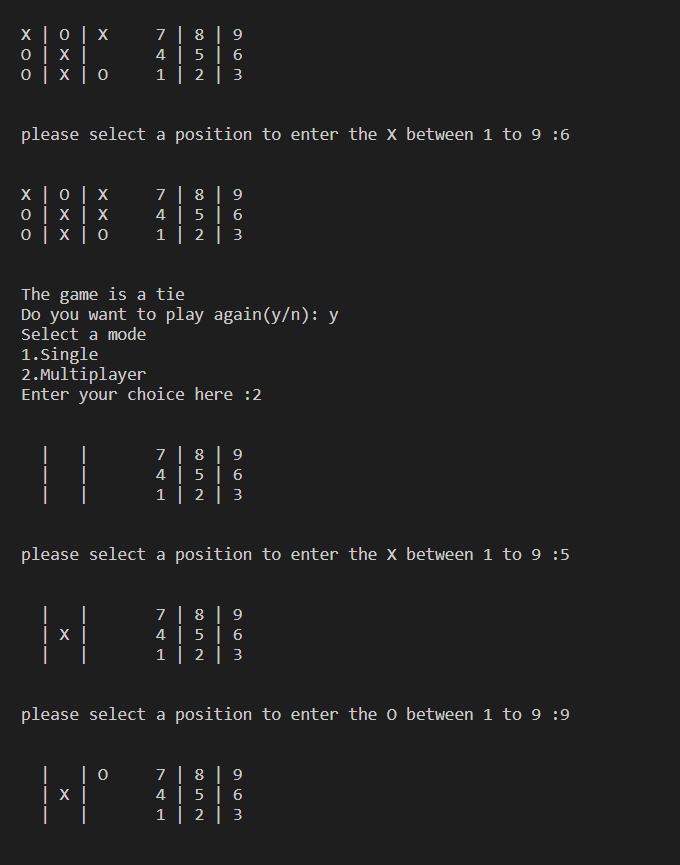 X | O | X     7 | 8 | 9
O | X |       4 | 5 | 6
O | X | O     1 | 2 | 3
please select a position to enter the X between 1 to 9 :6
X | O | X     7 | 8 | 9
O | X | X     4 | 5 | 6
O | X | O     1 | 2 | 3
The game is a tie
Do you want to play again(y/n): y
Select a mode
1.Single
2.Multiplayer
Enter your choice here :2
  |   |       7 | 8 | 9
  |   |       4 | 5 | 6
  |   |       1 | 2 | 3
please select a position to enter the X between 1 to 9 :5
  |   |       7 | 8 | 9
  | X |       4 | 5 | 6
  |   |       1 | 2 | 3
please select a position to enter the O between 1 to 9 :9
  |   | O     7 | 8 | 9
  | X |       4 | 5 | 6
  |   |       1 | 2 | 3